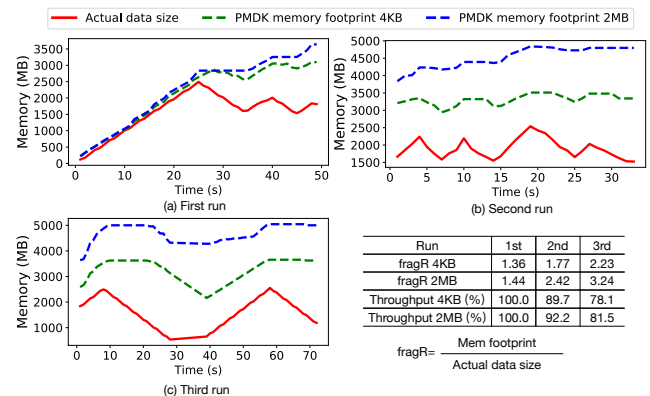 Actual data size PMDK memory footprint 4KB PMDK memory footprint 2MB
Memory (MB)
3500
3000
2500
2000
1500
1000
500
0
0 10 20 30 40 50
Time (s)
(a) First run
Memory (MB)
5000
4500
4000
3500
3000
2500
2000
1500
0 5 10 15 20 25 30
Time (s)
(b) Second run
Memory (MB)
5000
4000
3000
2000
1000
0 10 20 30 40 50 60 70
Time (s)
(c) Third run
Run 1st 2nd 3rd
fragR 4KB 1.36 1.77 2.23
fragR 2MB 1.44 2.42 3.24
Throughput 4KB (%) 100.0 89.7 78.1
Throughput 2MB (%) 100.0 92.2 81.5
fragR= Mem footprint
Actual data size